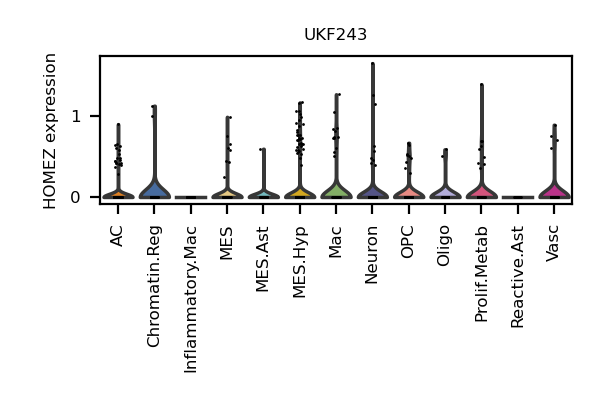 UKF243
HOMEZ expression
1
0
AC
Chromatin.Reg
Inflammatory.Mac
MES
MES.Ast
MES.Hyp
Mac
Neuron
OPC
Oligo
Prolif.Metab
Reactive.Ast
Vasc